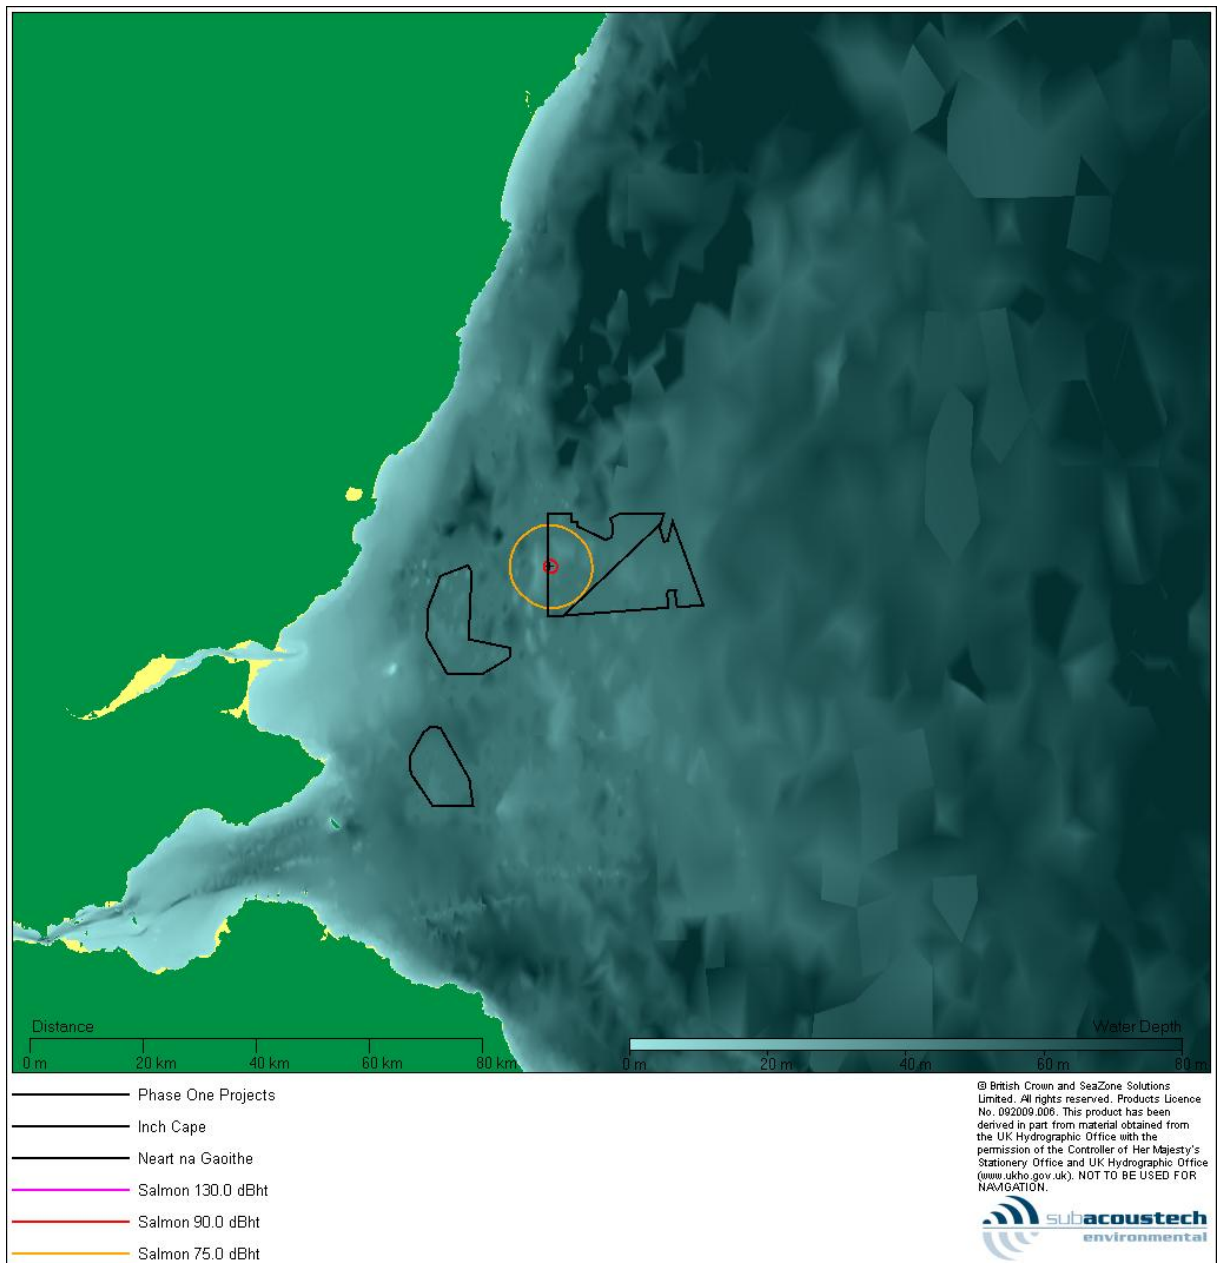 Distance
0 m 20 km 40 km 60 km 80 km
Water Depth
0 m 20 m 40 m 60 m 80 m
Phase One Projects
Inch Cape
Neart na Gaoithe
Salmon 130.0 dBht
Salmon 90.0 dBht
Salmon 75.0 dBht
© British Crown and SeaZone Solutions
Limited. All rights reserved. Products Licence
No. 092009.006. This product has been
derived in part from material obtained from
the UK Hydrographic Office with the
permission of the Controller of Her Majesty's
Stationery Office and UK Hydrographic Office
(www.ukho.gov.uk). NOT TO BE USED FOR
NAVIGATION.
subacoustech
environmental